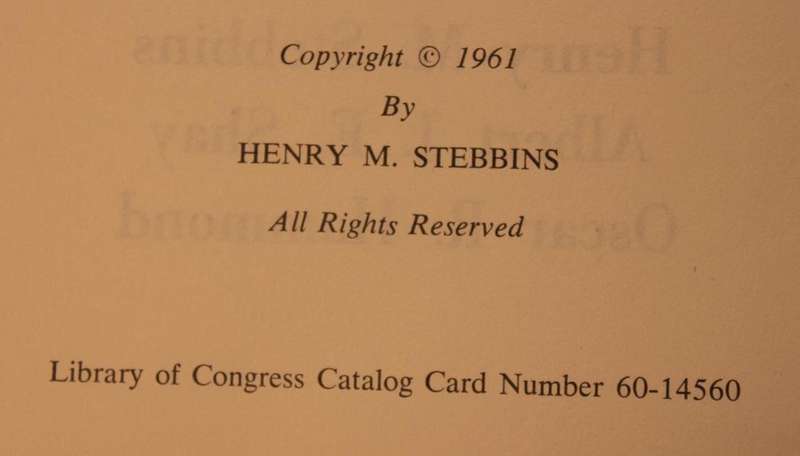 Copyright © 1961
By
HENRY M. STEBBINS
All Rights Reserved
Library of Congress Catalog Card Number 60-14560